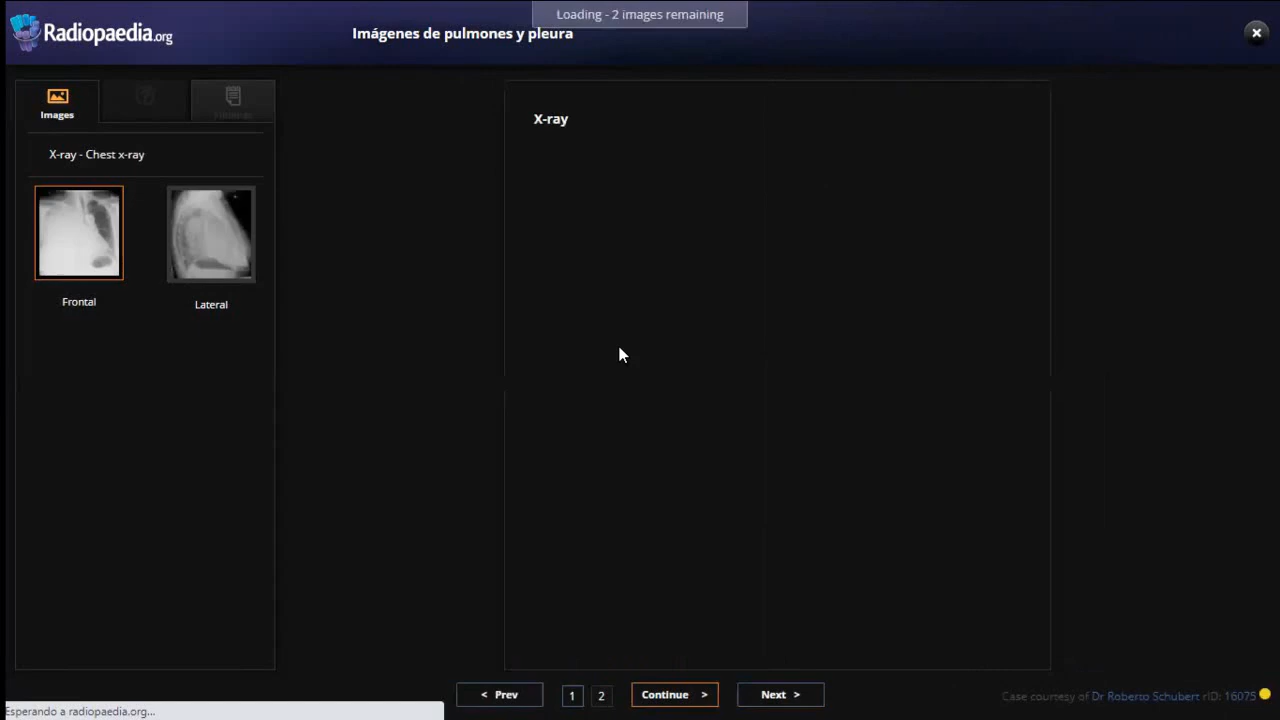 Loading - 2 images remaining
Radiopaedia.org
Imágenes de pulmones y pleura
Images
X-ray - Chest x-ray
Frontal
Lateral
X-ray
< Prev
1
2
Continue >
Next >
Case courtesy of Dr Roberto Schubert rID: 16075
Esperando a radiopaedia.org...